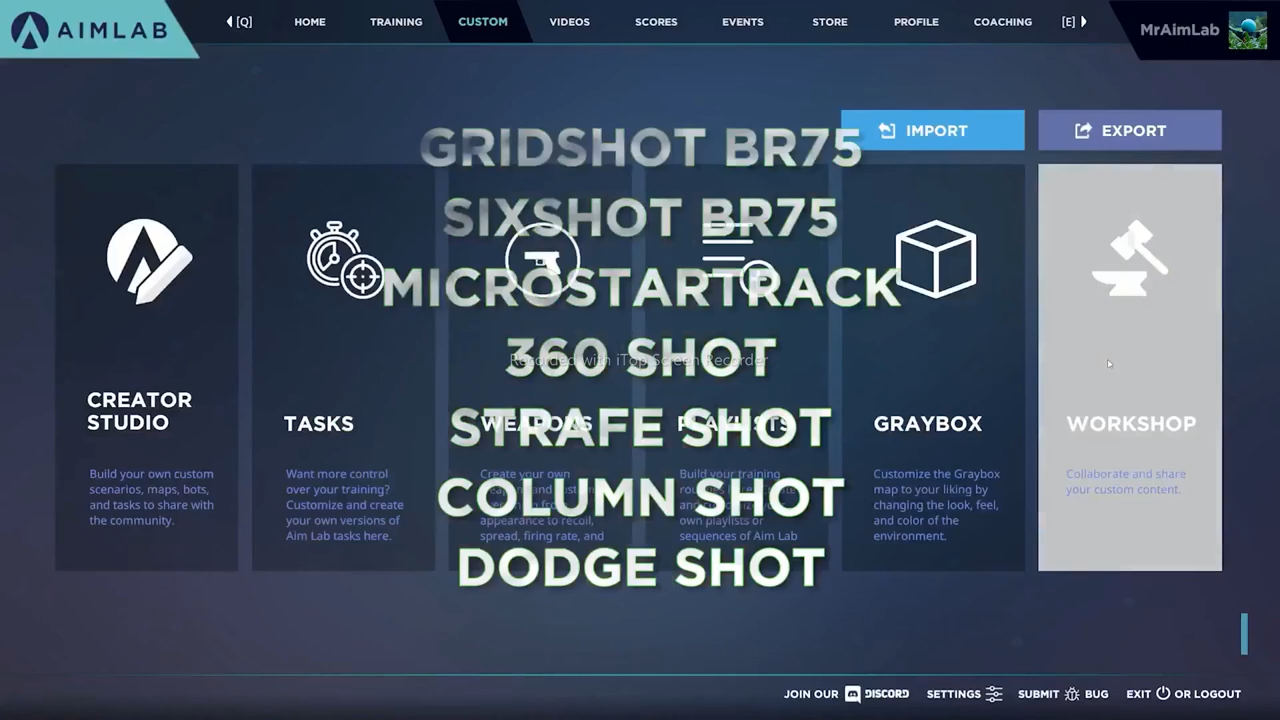 AIMLAB
[Q]
HOME
TRAINING
CUSTOM
VIDEOS
SCORES
EVENTS
STORE
PROFILE
COACHING
[E]
MrAimLab
IMPORT
EXPORT
GRIDSHOT BR75
SIXSHOT BR75
MICROSTARTRACK
360 SHOT
STRAFE SHOT
COLUMN SHOT
DODGE SHOT
Recorded with iTop Screen Recorder
CREATOR
STUDIO
Build your own custom
scenarios, maps, bots,
and tasks to share with
the community.
TASKS
Want more control
over your training?
Customize and create
your own versions of
Aim Lab tasks here.
WEAPONS
Create your own
appearance to recoil,
spread, firing rate, and
PLAYLISTS
Build your training
own playlists or
sequences of Aim Lab
GRAYBOX
Customize the Graybox
map to your liking by
changing the look, feel,
and color of the
environment.
WORKSHOP
Collaborate and share
your custom content.
JOIN OUR DISCORD
SETTINGS
SUBMIT BUG
EXIT OR LOGOUT